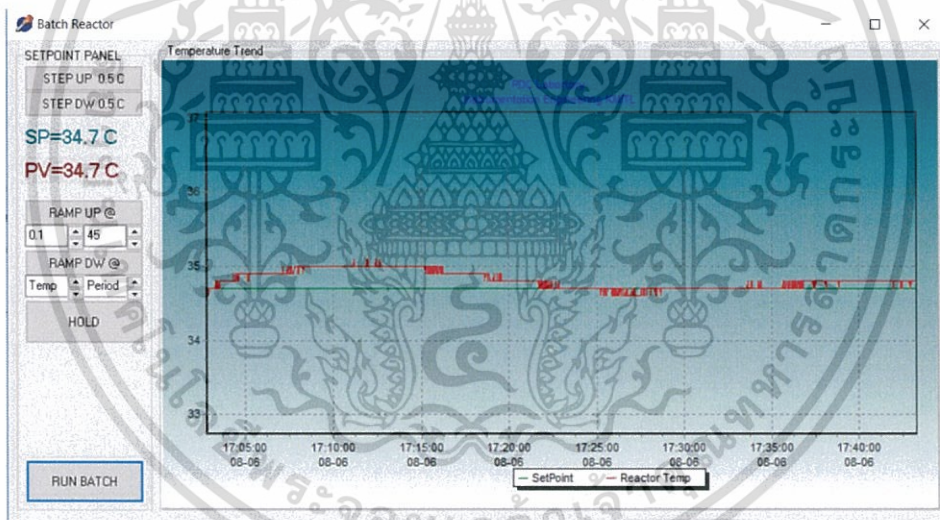 Batch Reactor
SETPOINT PANEL
STEP UP 0.5 C
STEP DW 0.5 C
SP=34.7 C
PV=34.7 C
RAMP UP @
0.1 45
RAMP DW @
Temp Period
HOLD
RUN BATCH
Temperature Trend
Instrumentation Engineering KMITL
37
36
35
34
33
17:05:00 17:10:00 17:15:00 17:20:00 17:25:00 17:30:00 17:35:00 17:40:00
08-06 08-06 08-06 08-06 08-06 08-06 08-06 08-06
SetPoint Reactor Temp